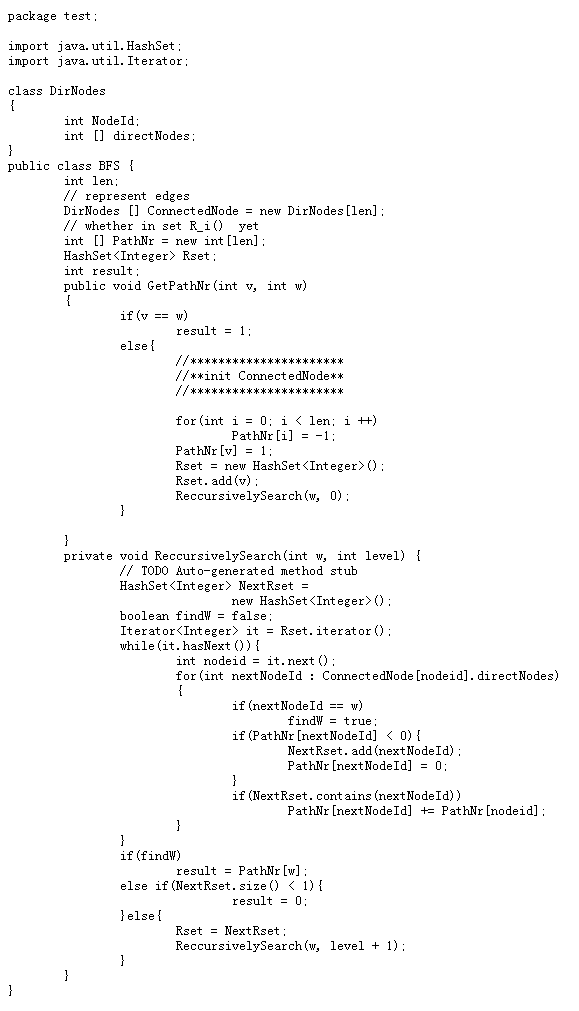 package test;
import java.util.HashSet;
import java.util.Iterator;
class DirNodes
{
int NodeId;
int [] directNodes;
}
public class BFS {
int len;
// represent edges
DirNodes [] ConnectedNode = new DirNodes[len];
// whether in set R_i()  yet
int [] PathNr = new int[len];
HashSet<Integer> Rset;
int result;
public void GetPathNr(int v, int w)
{
if(v == w)
result = 1;
else{
//**********************
//**init ConnectedNode**
//**********************
for(int i = 0; i < len; i ++)
PathNr[i] = -1;
PathNr[v] = 1;
Rset = new HashSet<Integer>();
Rset.add(v);
ReccursivelySearch(w, 0);
}
}
private void ReccursivelySearch(int w, int level) {
// TODO Auto-generated method stub
HashSet<Integer> NextRset =
new HashSet<Integer>();
boolean findW = false;
Iterator<Integer> it = Rset.iterator();
while(it.hasNext()){
int nodeid = it.next();
for(int nextNodeId : ConnectedNode[nodeid].directNodes)
{
if(nextNodeId == w)
findW = true;
if(PathNr[nextNodeId] < 0){
NextRset.add(nextNodeId);
PathNr[nextNodeId] = 0;
}
if(NextRset.contains(nextNodeId))
PathNr[nextNodeId] += PathNr[nodeid];
}
}
if(findW)
result = PathNr[w];
else if(NextRset.size() < 1){
result = 0;
}else{
Rset = NextRset;
ReccursivelySearch(w, level + 1);
}
}
}